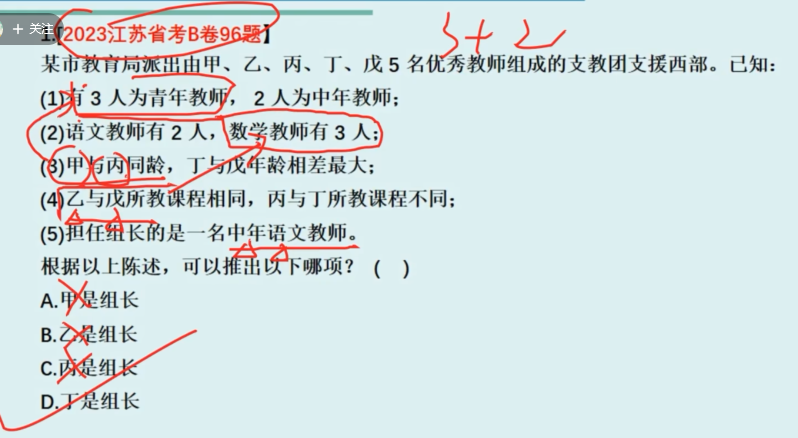 + 关注
3+2
1.[2023江苏省考B卷96题】
某市教育局派出由甲、乙、丙、丁、戊 5 名优秀教师组成的支教团支援西部。已知：
(1)有 3 人为青年教师， 2 人为中年教师；
(2)语文教师有 2 人，数学教师有 3 人；
(3)甲与丙同龄，丁与戊年龄相差最大；
(4)乙与戊所教课程相同，丙与丁所教课程不同；
(5)担任组长的是一名中年语文教师。
根据以上陈述，可以推出以下哪项？（ ）
A.甲是组长
B.乙是组长
C.丙是组长
D.丁是组长